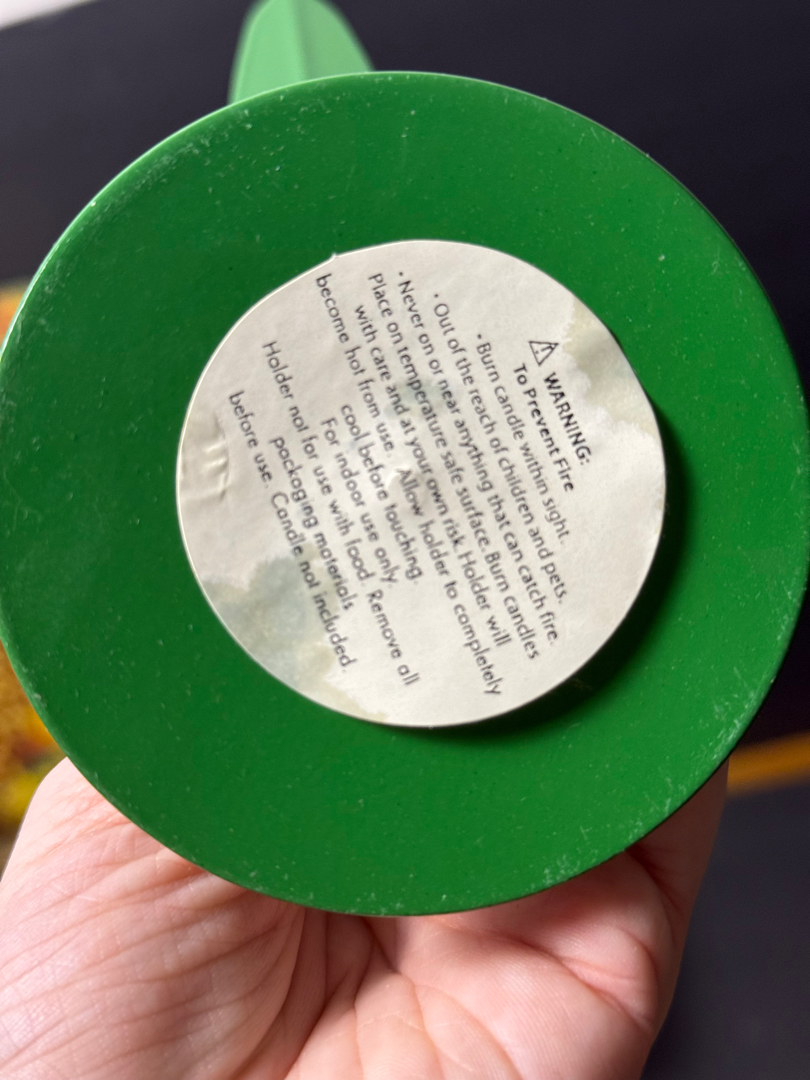 ⚠ WARNING:
To Prevent Fire
• Burn candle within sight.
• Out of the reach of children and pets.
• Never on or near anything that can catch fire.
Place on temperature safe surface. Burn candles
with care and at your own risk. Holder will
become hot from use. Allow holder to completely
cool before touching.
For indoor use only.
Holder not for use with food. Remove all
packaging materials
before use. Candle not included.